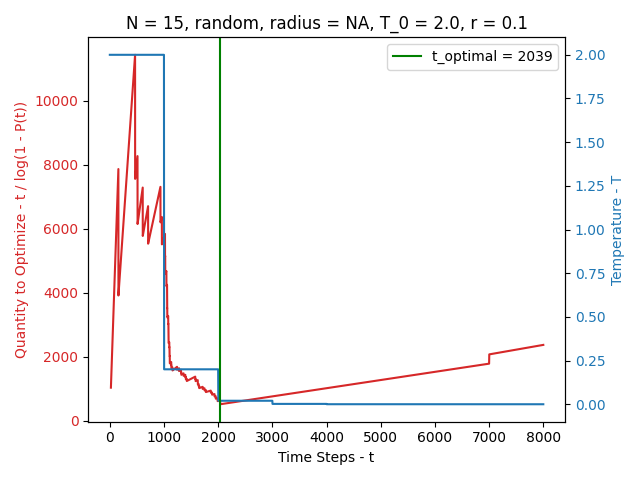 N = 15, random, radius = NA, T_0 = 2.0, r = 0.1
t_optimal = 2039
Quantity to Optimize - t / log(1 - P(t))
10000
8000
6000
4000
2000
0
2.00
1.75
1.50
1.25
1.00
0.75
0.50
0.25
0.00
Temperature - T
0 1000 2000 3000 4000 5000 6000 7000 8000
Time Steps - t